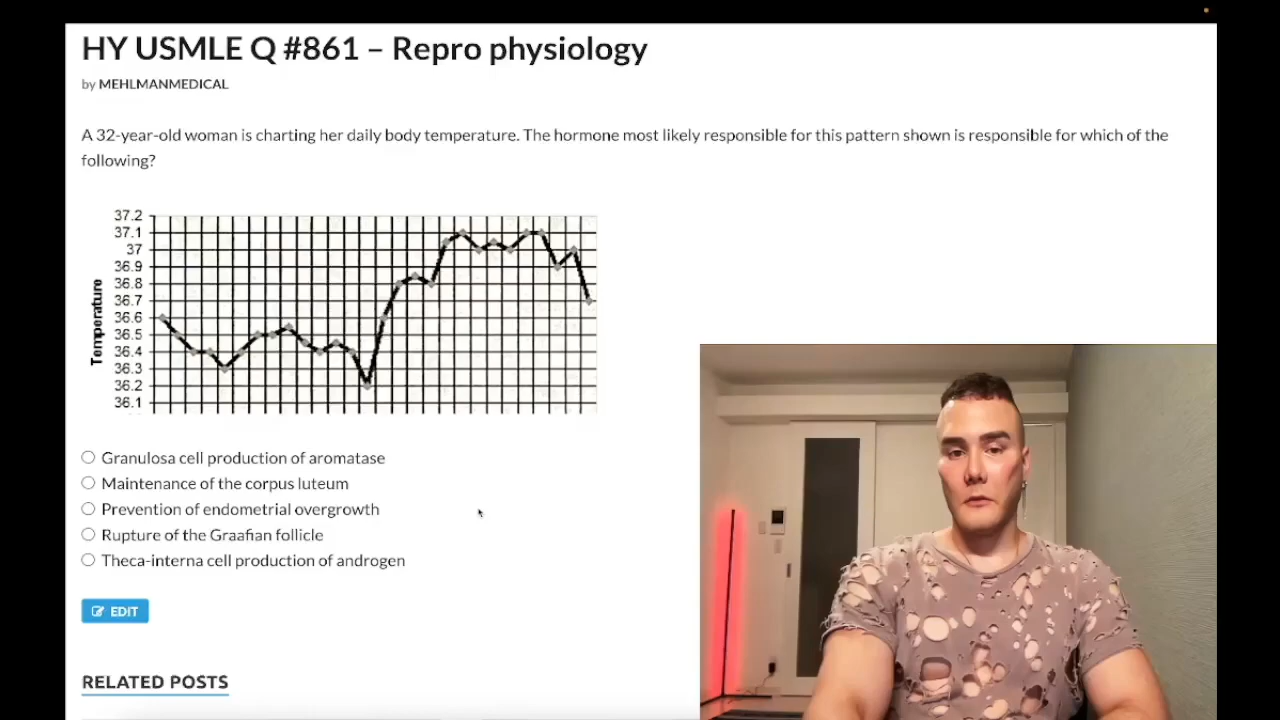 HY USMLE Q #861 – Repro physiology
by MEHLMANMEDICAL
A 32-year-old woman is charting her daily body temperature. The hormone most likely responsible for this pattern shown is responsible for which of the
following?
37.2
37.1
37
36.9
36.8
36.7
36.6
36.5
36.4
36.3
36.2
36.1
Temperature
Granulosa cell production of aromatase
Maintenance of the corpus luteum
Prevention of endometrial overgrowth
Rupture of the Graafian follicle
Theca-interna cell production of androgen
EDIT
RELATED POSTS